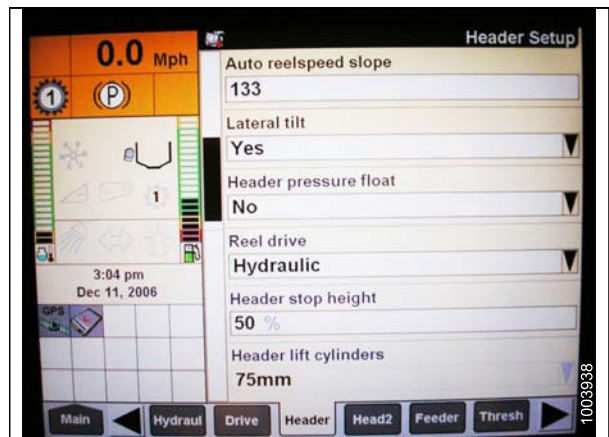 Header Setup
0.0 Mph
1
(P)
1
3:04 pm
Dec 11, 2006
GPS
Auto reelspeed slope
133
Lateral tilt
Yes
Header pressure float
No
Reel drive
Hydraulic
Header stop height
50 %
Header lift cylinders
75mm
Main
Hydraul
Drive
Header
Head2
Feeder
Thresh
1003938